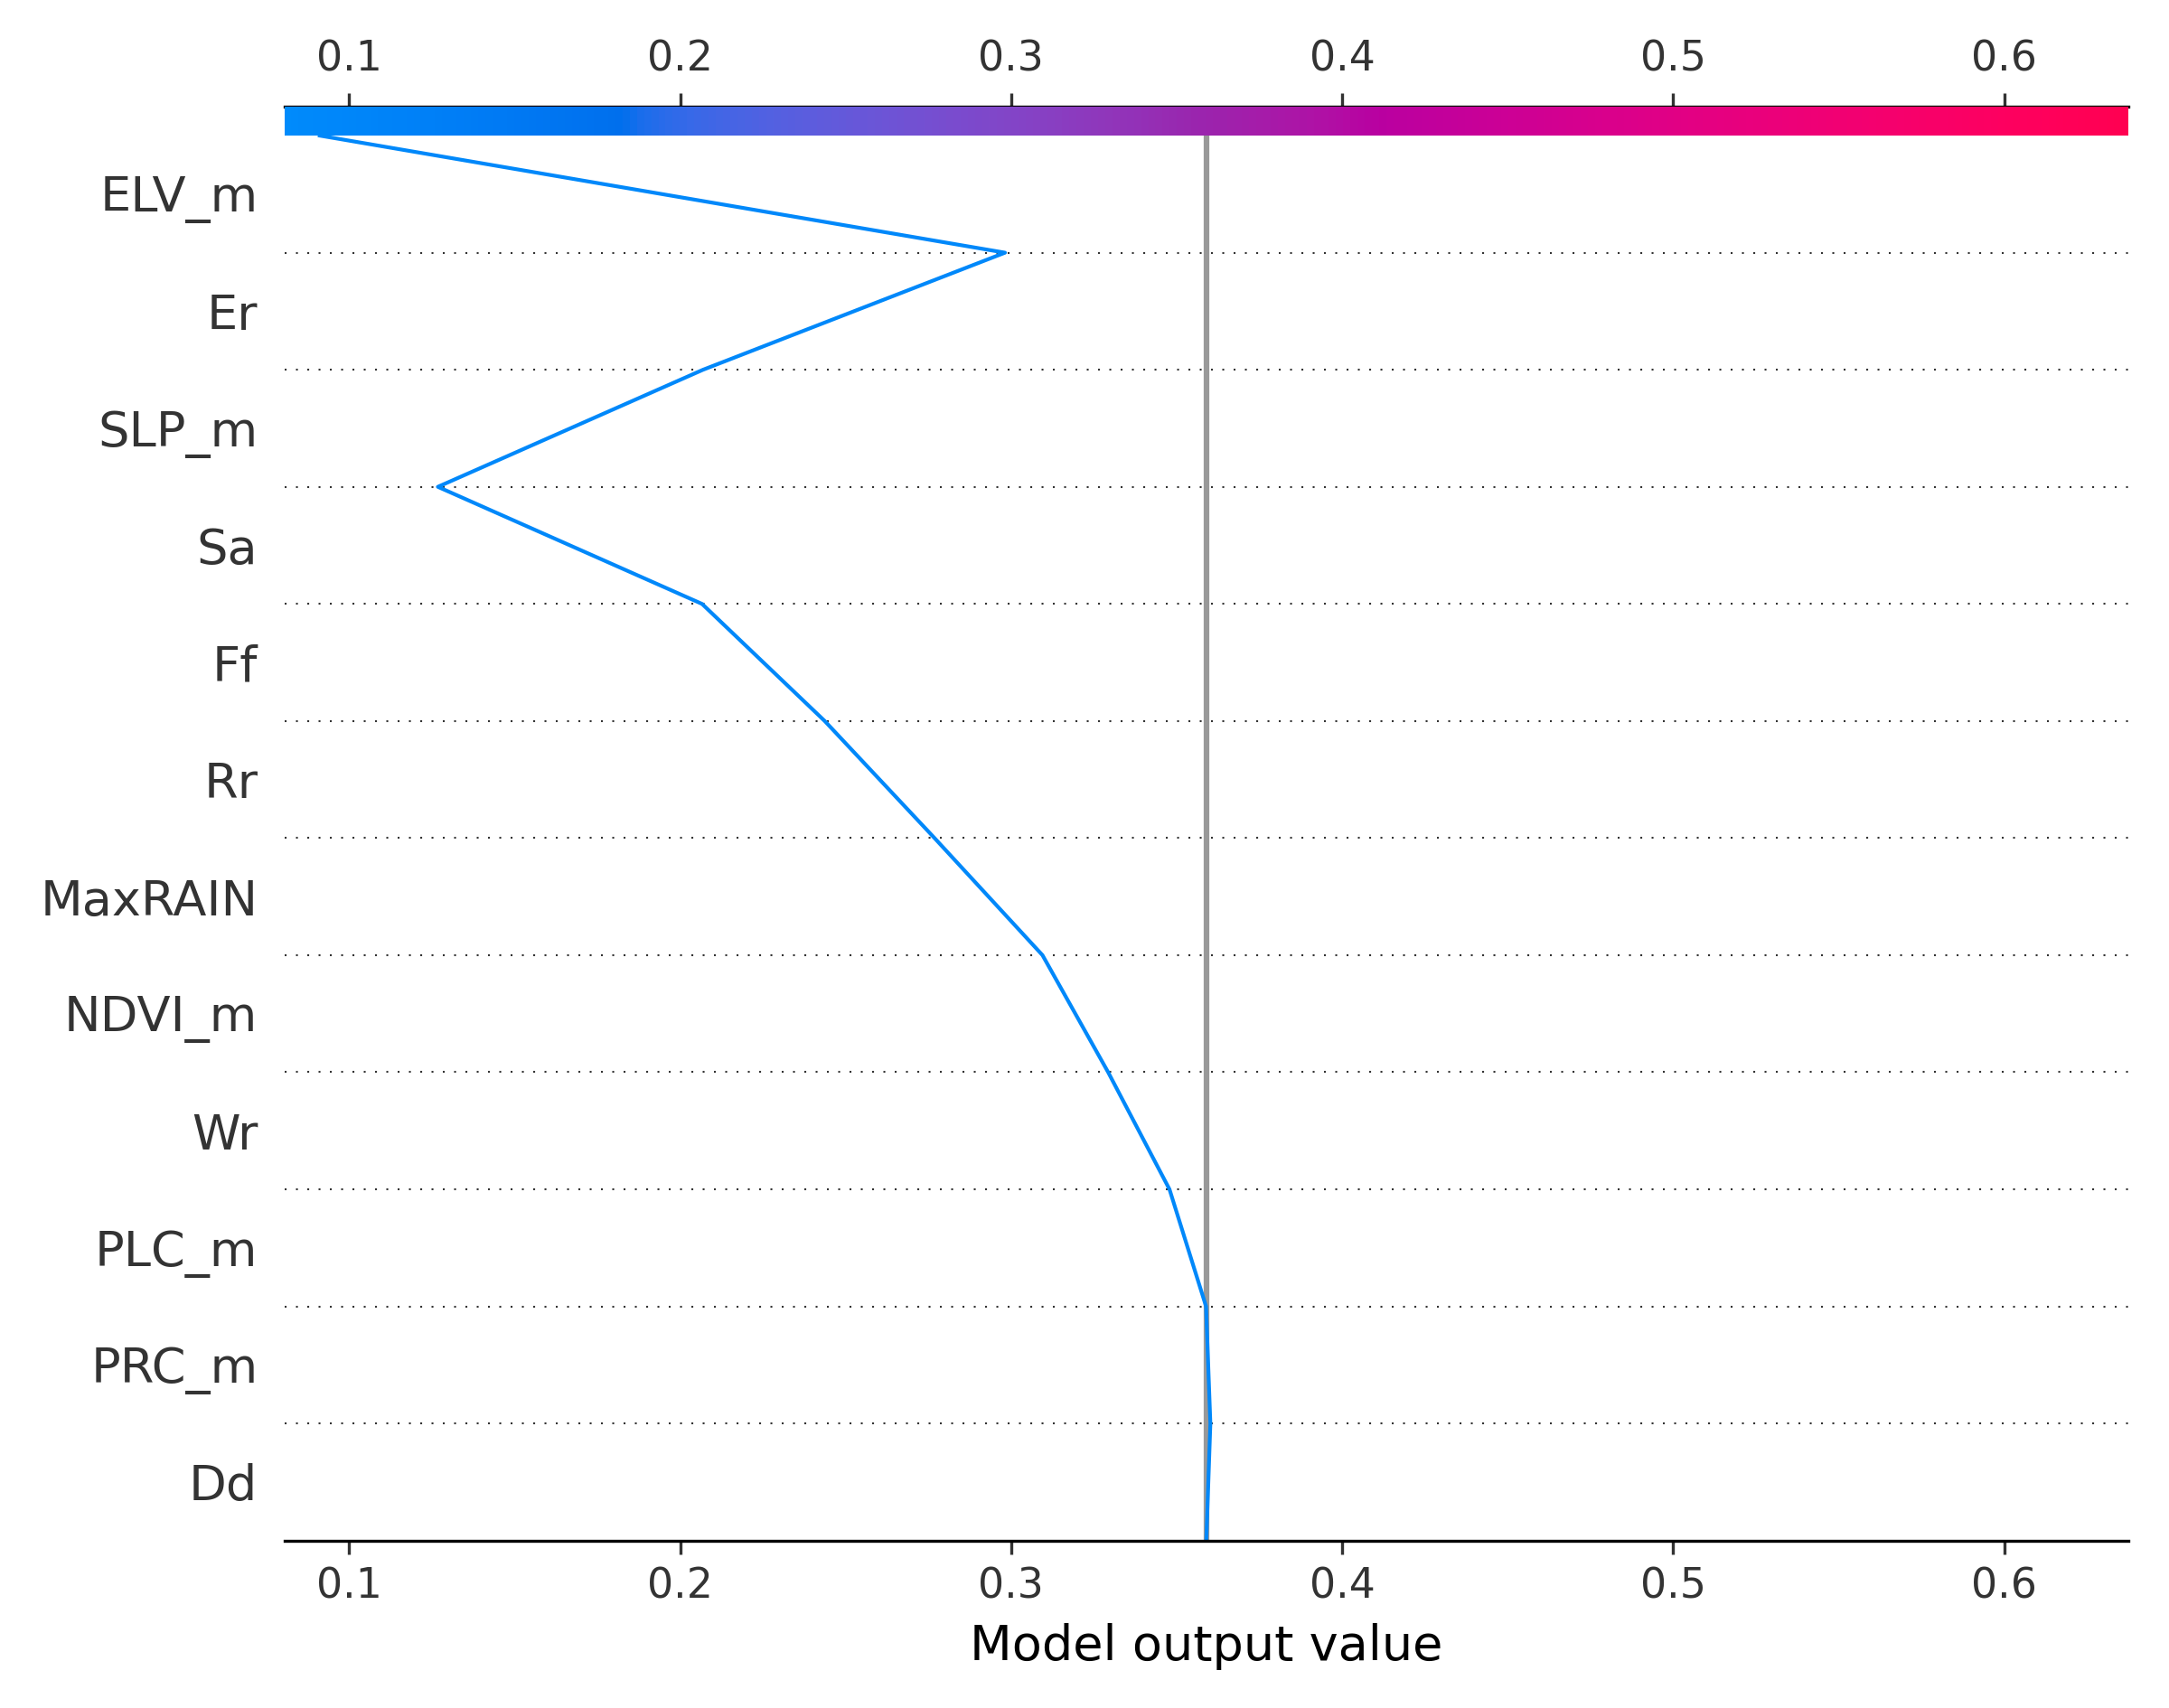 0.1 0.2 0.3 0.4 0.5 0.6
ELV_m
Er
SLP_m
Sa
Ff
Rr
MaxRAIN
NDVI_m
Wr
PLC_m
PRC_m
Dd
0.1 0.2 0.3 0.4 0.5 0.6
Model output value